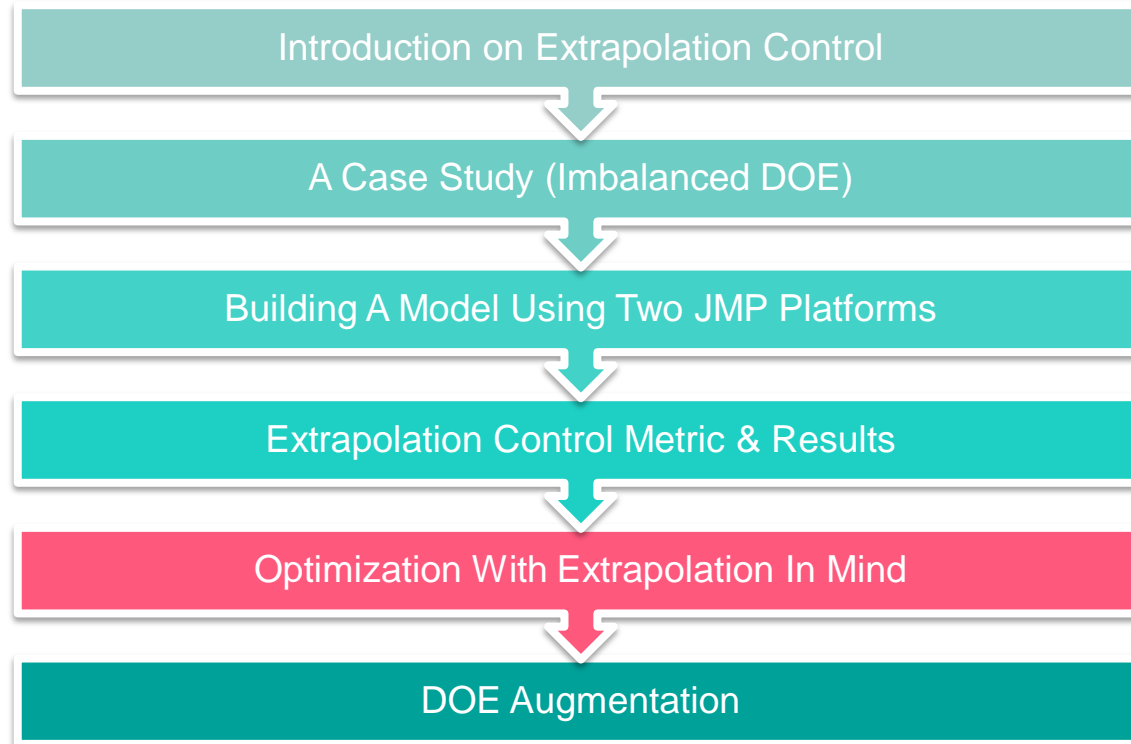 Introduction on Extrapolation Control
A Case Study (Imbalanced DOE)
Building A Model Using Two JMP Platforms
Extrapolation Control Metric & Results
Optimization With Extrapolation In Mind
DOE Augmentation